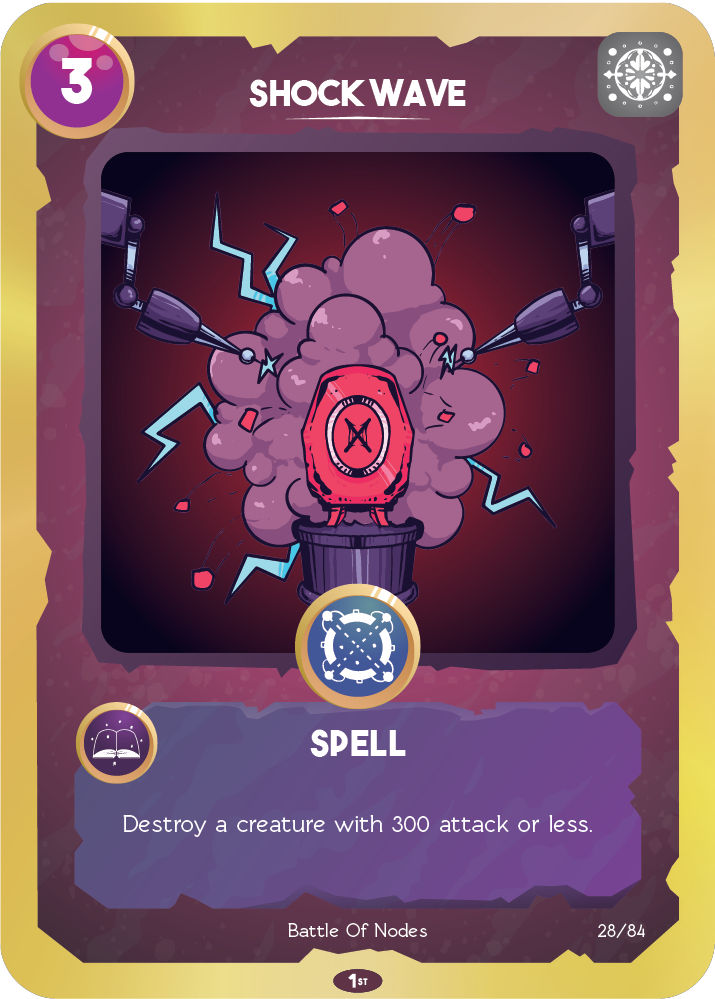 3
SHOCK WAVE
SPELL
Destroy a creature with 300 attack or less.
Battle Of Nodes
28/84
1ST